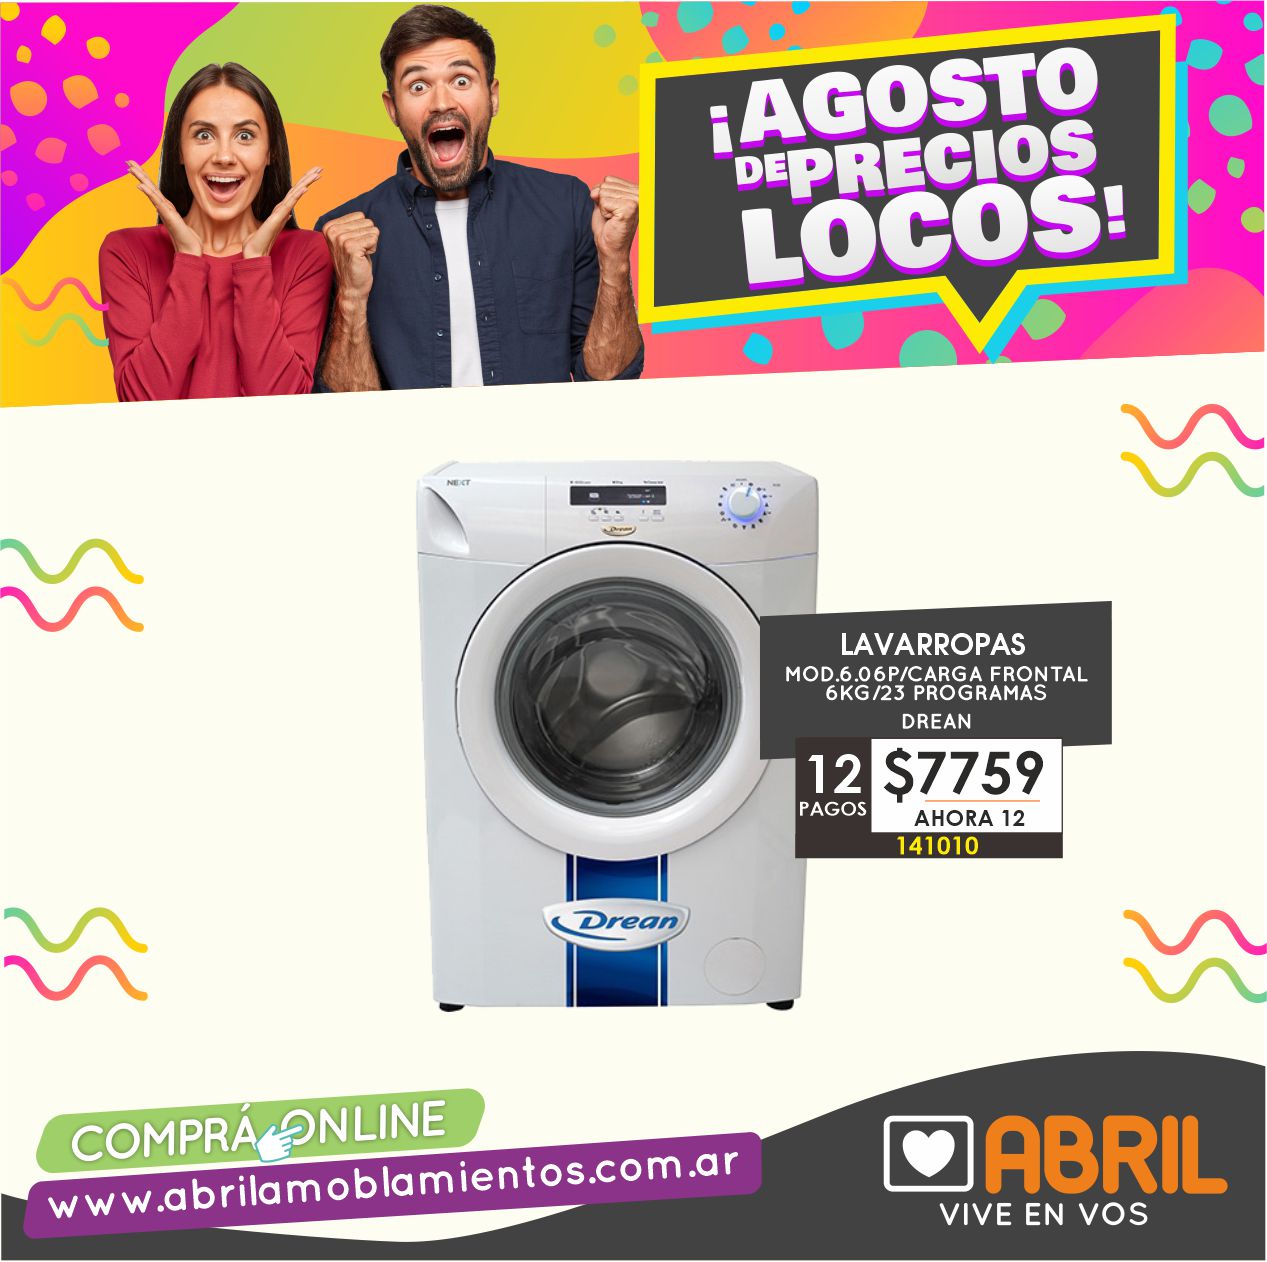 ¡AGOSTO
DE PRECIOS
LOCOS!
NEXT
Drean
LAVARROPAS
MOD.6.06P/CARGA FRONTAL
6KG/23 PROGRAMAS
DREAN
12
PAGOS
$7759
AHORA 12
141010
Drean
COMPRÁ ONLINE
www.abrilamoblamientos.com.ar
ABRIL
VIVE EN VOS